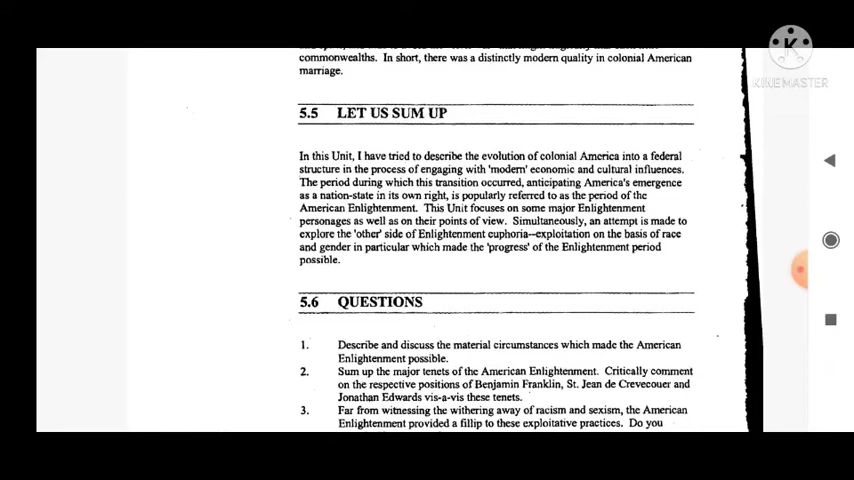 commonwealths. In short, there was a distinctly modern quality in colonial American
marriage.
5.5 LET US SUM UP
In this Unit, I have tried to describe the evolution of colonial America into a federal
structure in the process of engaging with 'modern' economic and cultural influences.
The period during which this transition occurred, anticipating America's emergence
as a nation-state in its own right, is popularly referred to as the period of the
American Enlightenment. This Unit focuses on some major Enlightenment
personages as well as on their points of view. Simultaneously, an attempt is made to
explore the 'other' side of Enlightenment euphoria--exploitation on the basis of race
and gender in particular which made the 'progress' of the Enlightenment period
possible.
5.6 QUESTIONS
1. Describe and discuss the material circumstances which made the American
Enlightenment possible.
2. Sum up the major tenets of the American Enlightenment. Critically comment
on the respective positions of Benjamin Franklin, St. Jean de Crevecouer and
Jonathan Edwards vis-a-vis these tenets.
3. Far from witnessing the withering away of racism and sexism, the American
Enlightenment provided a fillip to these exploitative practices. Do you
K
KINEMASTER